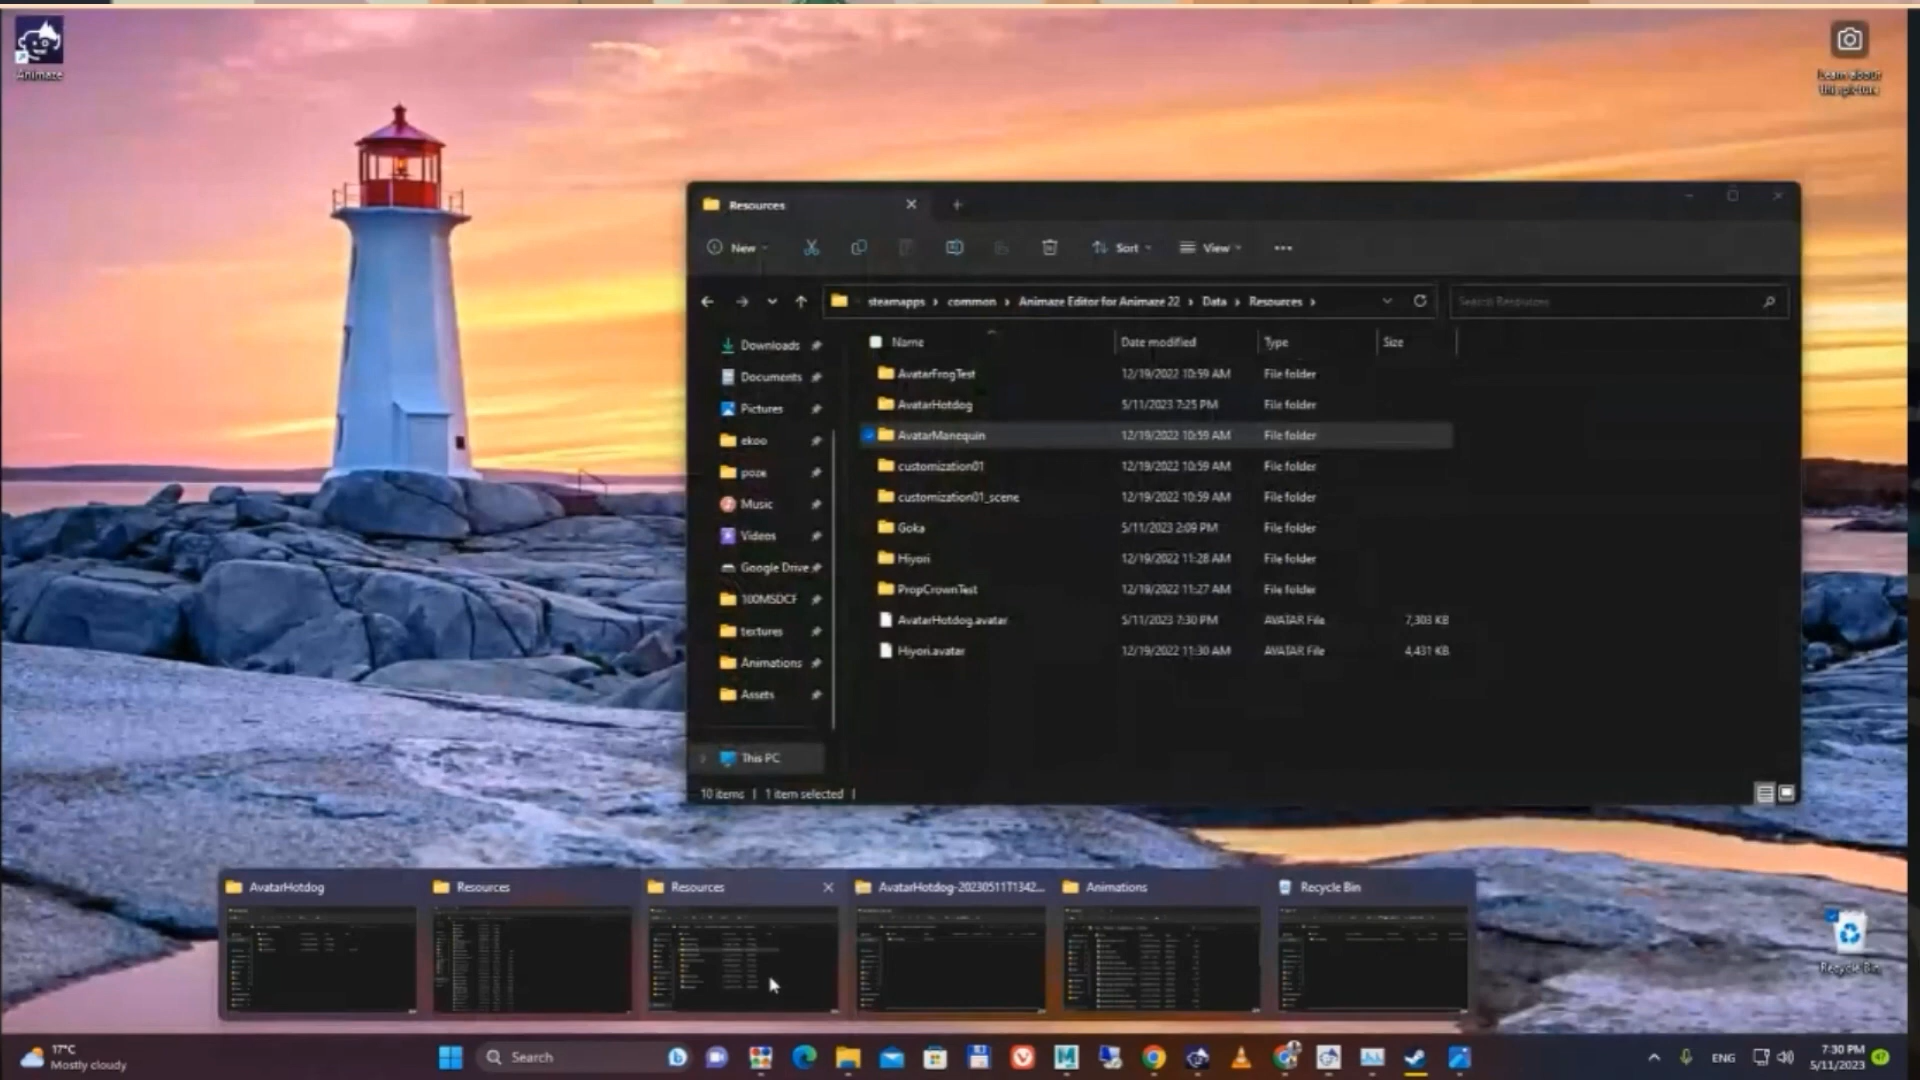 Animaze
Learn about
this picture
Resources
New
Sort
View
steamapps › common › Animaze Editor for Animaze 22 › Data › Resources ›
Search Resources
Name Date modified Type Size
Downloads
Documents
Pictures
ekoo
poze
Music
Videos
Google Drive
100MSDCF
textures
Animations
Assets
This PC
AvatarFrogTest 12/19/2022 10:59 AM File folder
AvatarHotdog 5/11/2023 7:25 PM File folder
AvatarManequin 12/19/2022 10:59 AM File folder
customization01 12/19/2022 10:59 AM File folder
customization01_scene 12/19/2022 10:59 AM File folder
Goka 5/11/2023 2:09 PM File folder
Hiyori 12/19/2022 11:28 AM File folder
PropCrownTest 12/19/2022 11:27 AM File folder
AvatarHotdog.avatar 5/11/2023 7:30 PM AVATAR File 7,303 KB
Hiyori.avatar 12/19/2022 11:30 AM AVATAR File 4,431 KB
10 items | 1 item selected |
AvatarHotdog
Resources
Resources
AvatarHotdog-20230511T1342...
Animations
Recycle Bin
Recycle Bin
17°C
Mostly cloudy
Search
ENG
7:30 PM
5/11/2023